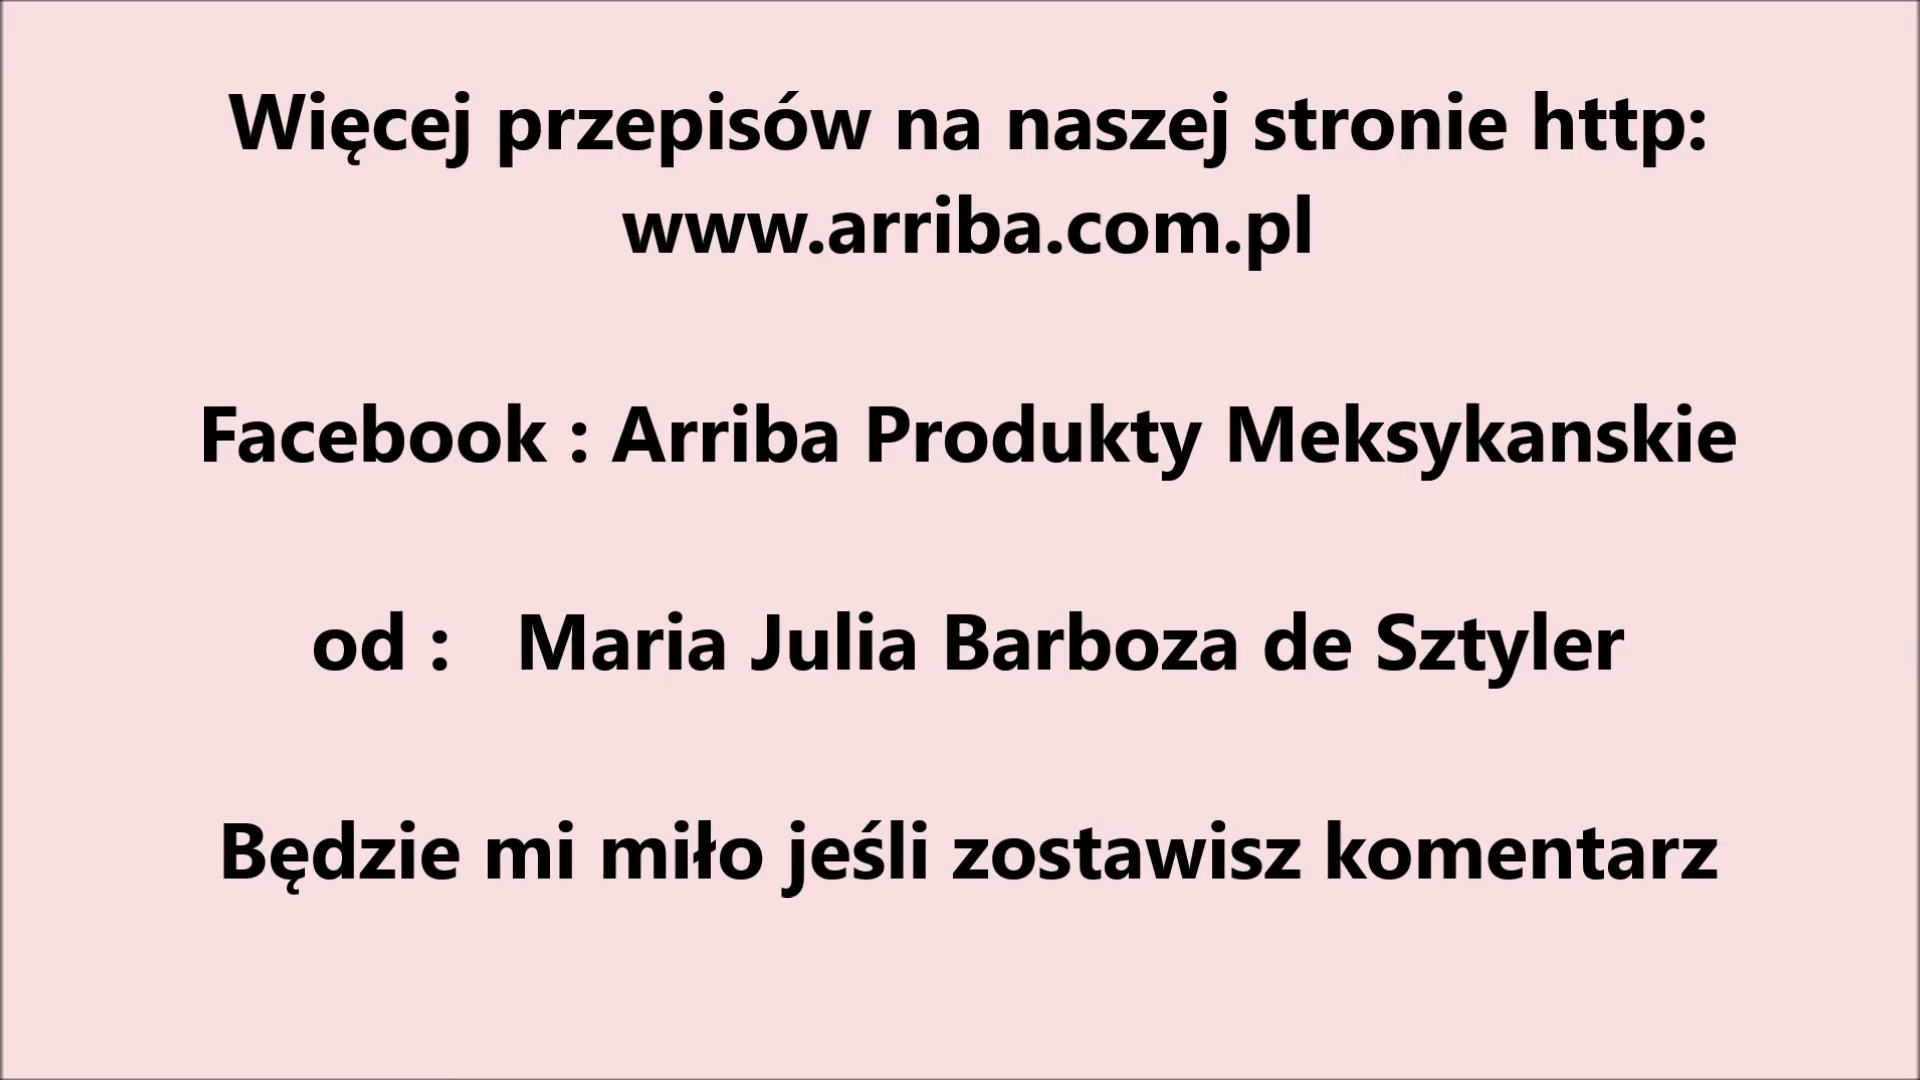 Więcej przepisów na naszej stronie http:
www.arriba.com.pl
Facebook : Arriba Produkty Meksykanskie
od : Maria Julia Barboza de Sztyler
Będzie mi miło jeśli zostawisz komentarz